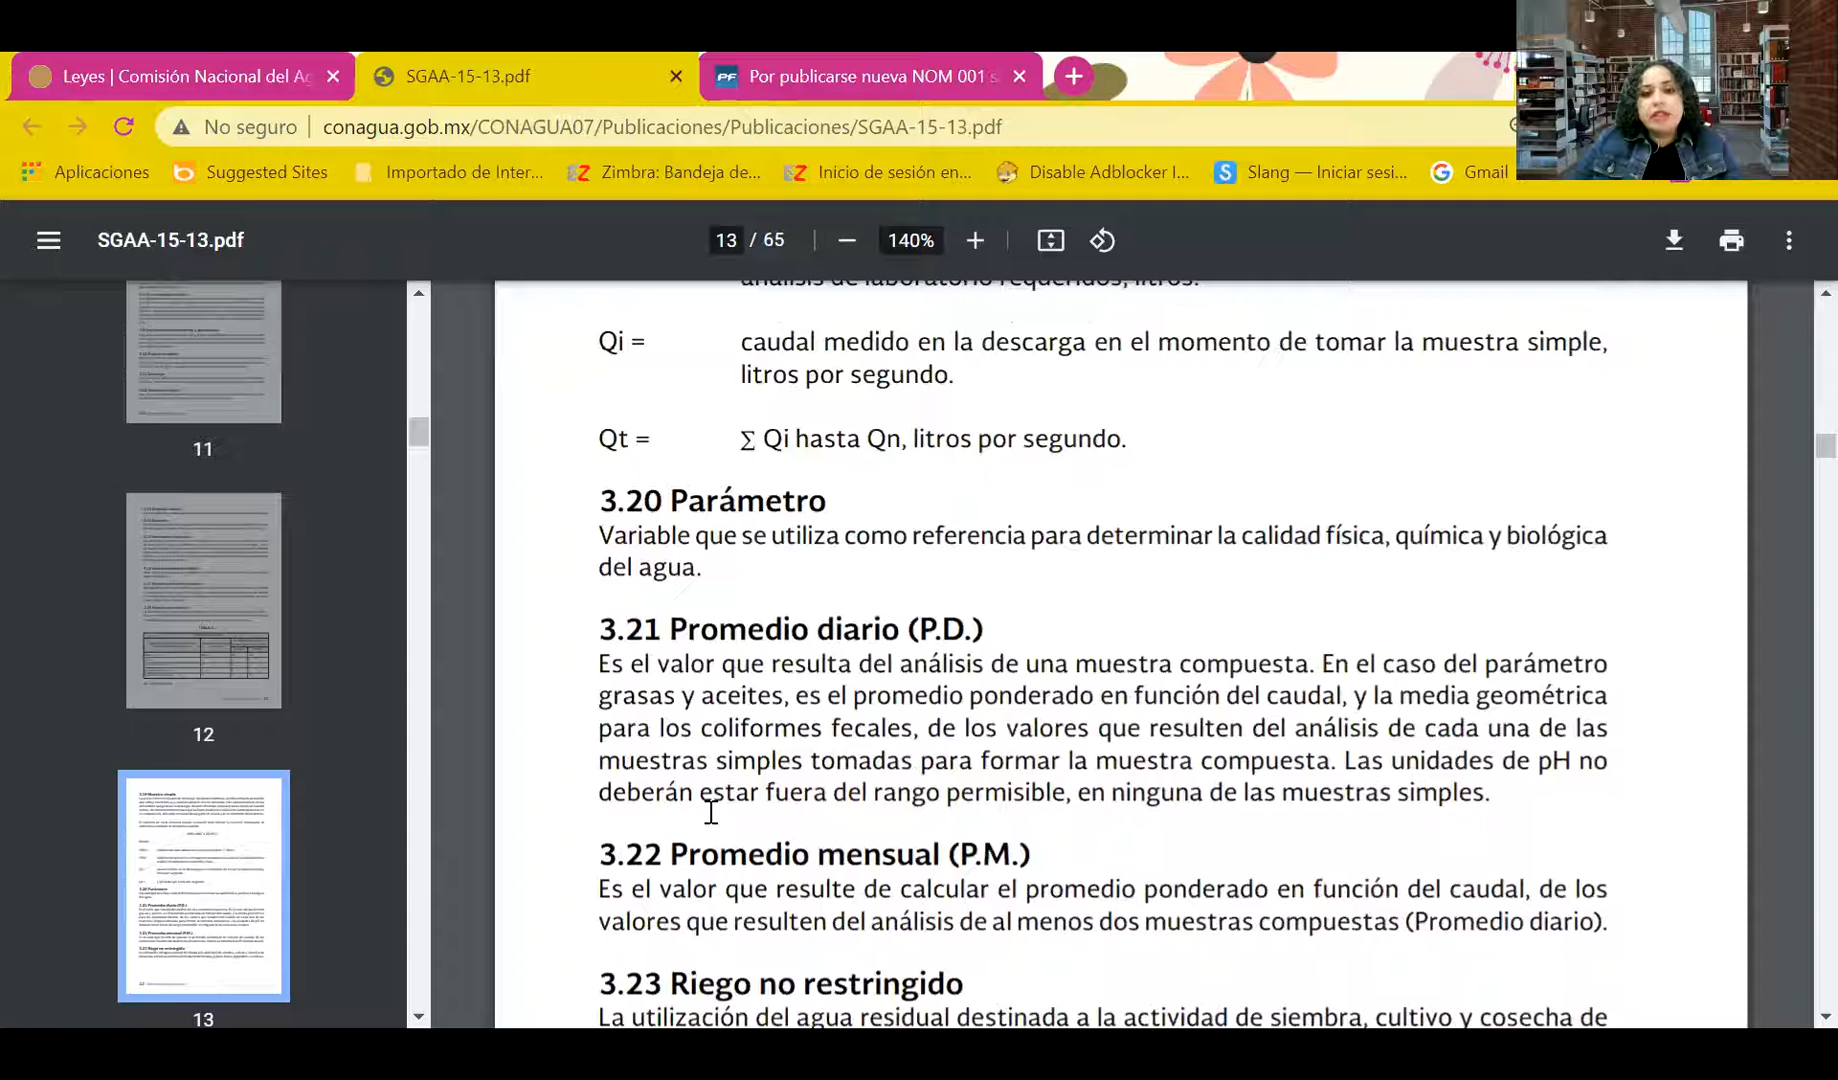 Leyes | Comisión Nacional del Ag
SGAA-15-13.pdf
Por publicarse nueva NOM 001 s
No seguro
conagua.gob.mx/CONAGUA07/Publicaciones/Publicaciones/SGAA-15-13.pdf
Aplicaciones
Suggested Sites
Importado de Inter...
Zimbra: Bandeja de...
Inicio de sesión en...
Disable Adblocker I...
Slang — Iniciar sesi...
Gmail
SGAA-15-13.pdf
13 / 65
140%
11
12
13
análisis de laboratorio requeridos, litros.
Qi = caudal medido en la descarga en el momento de tomar la muestra simple,
litros por segundo.
Qt = ∑ Qi hasta Qn, litros por segundo.
3.20 Parámetro
Variable que se utiliza como referencia para determinar la calidad física, química y biológica
del agua.
3.21 Promedio diario (P.D.)
Es el valor que resulta del análisis de una muestra compuesta. En el caso del parámetro
grasas y aceites, es el promedio ponderado en función del caudal, y la media geométrica
para los coliformes fecales, de los valores que resulten del análisis de cada una de las
muestras simples tomadas para formar la muestra compuesta. Las unidades de pH no
deberán estar fuera del rango permisible, en ninguna de las muestras simples.
3.22 Promedio mensual (P.M.)
Es el valor que resulte de calcular el promedio ponderado en función del caudal, de los
valores que resulten del análisis de al menos dos muestras compuestas (Promedio diario).
3.23 Riego no restringido
La utilización del agua residual destinada a la actividad de siembra, cultivo y cosecha de